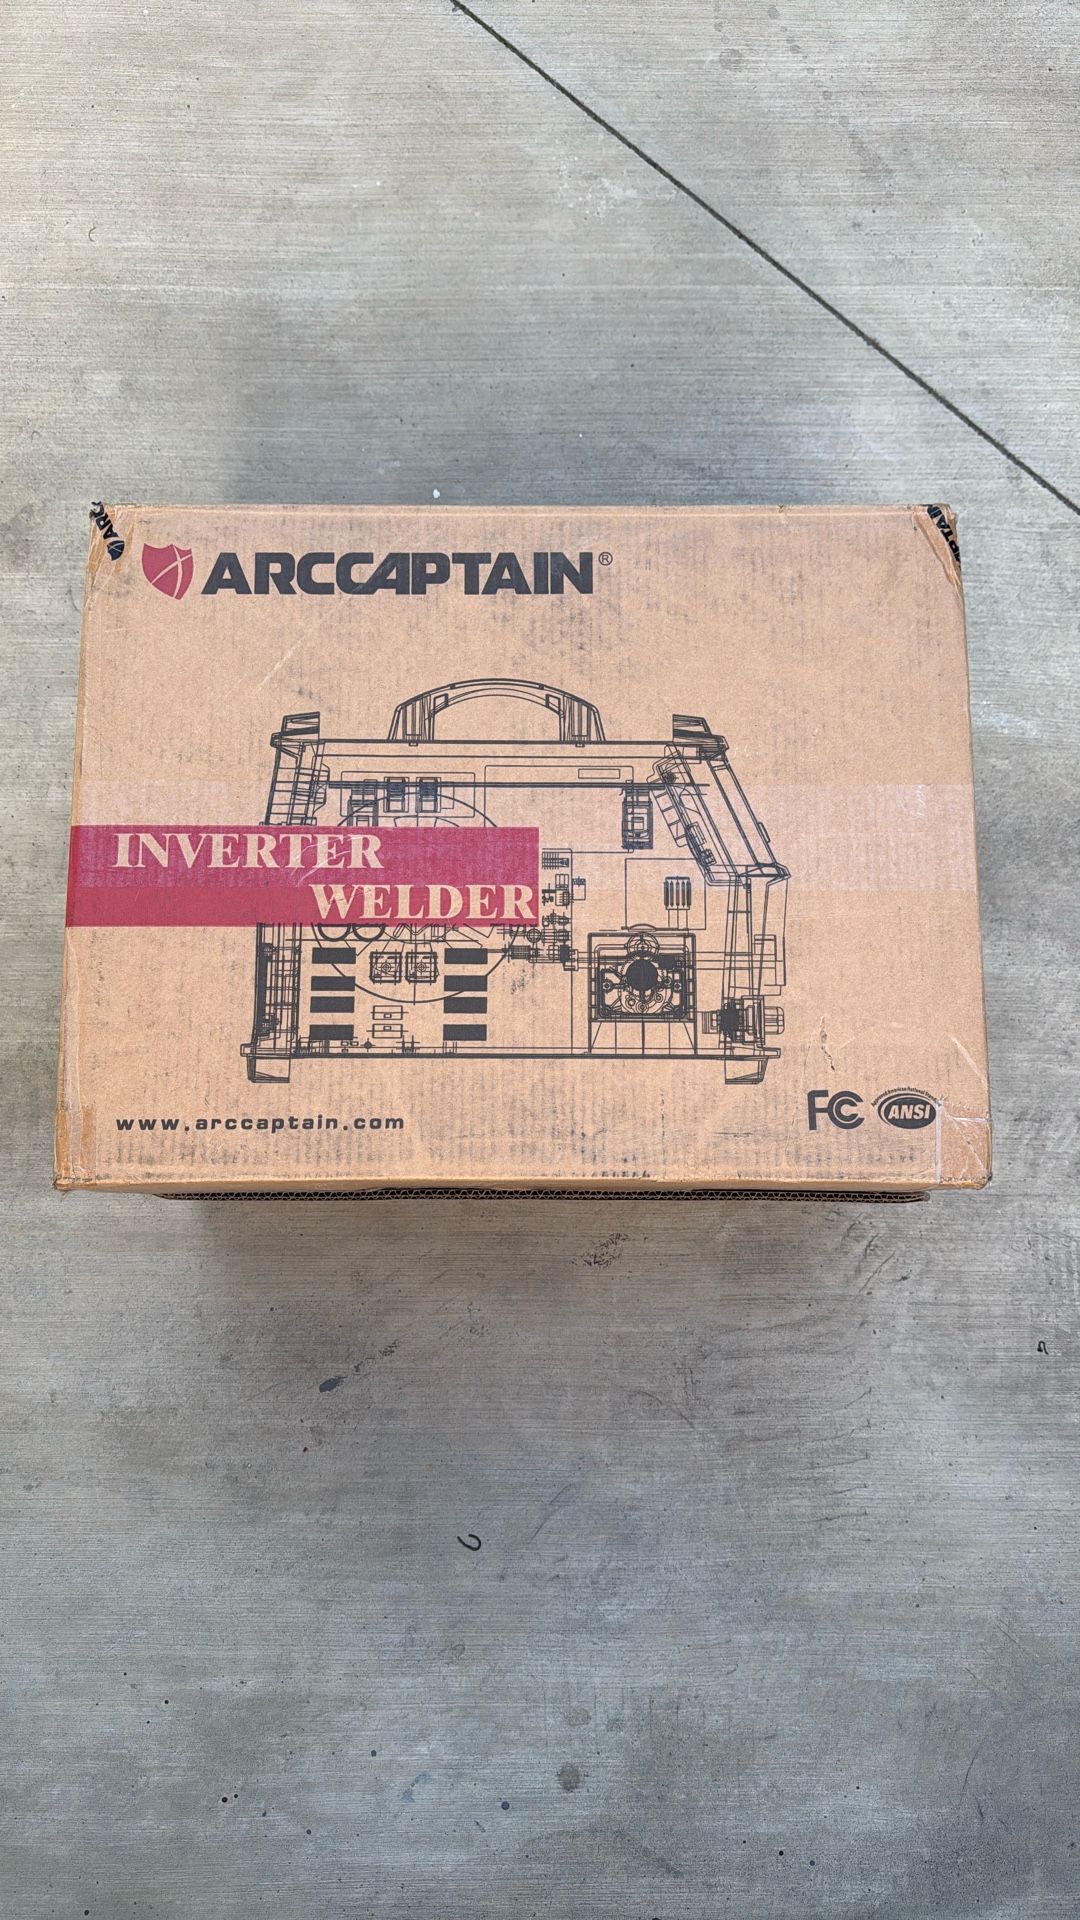 ARCCAPTAIN®
INVERTER
WELDER
www.arccaptain.com
FC
ANSI